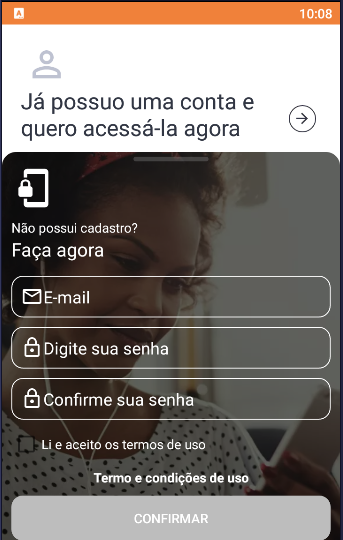 A
10:08
Já possuo uma conta e
quero acessá-la agora
Não possui cadastro?
Faça agora
E-mail
Digite sua senha
Confirme sua senha
Li e aceito os termos de uso
Termo e condições de uso
CONFIRMAR